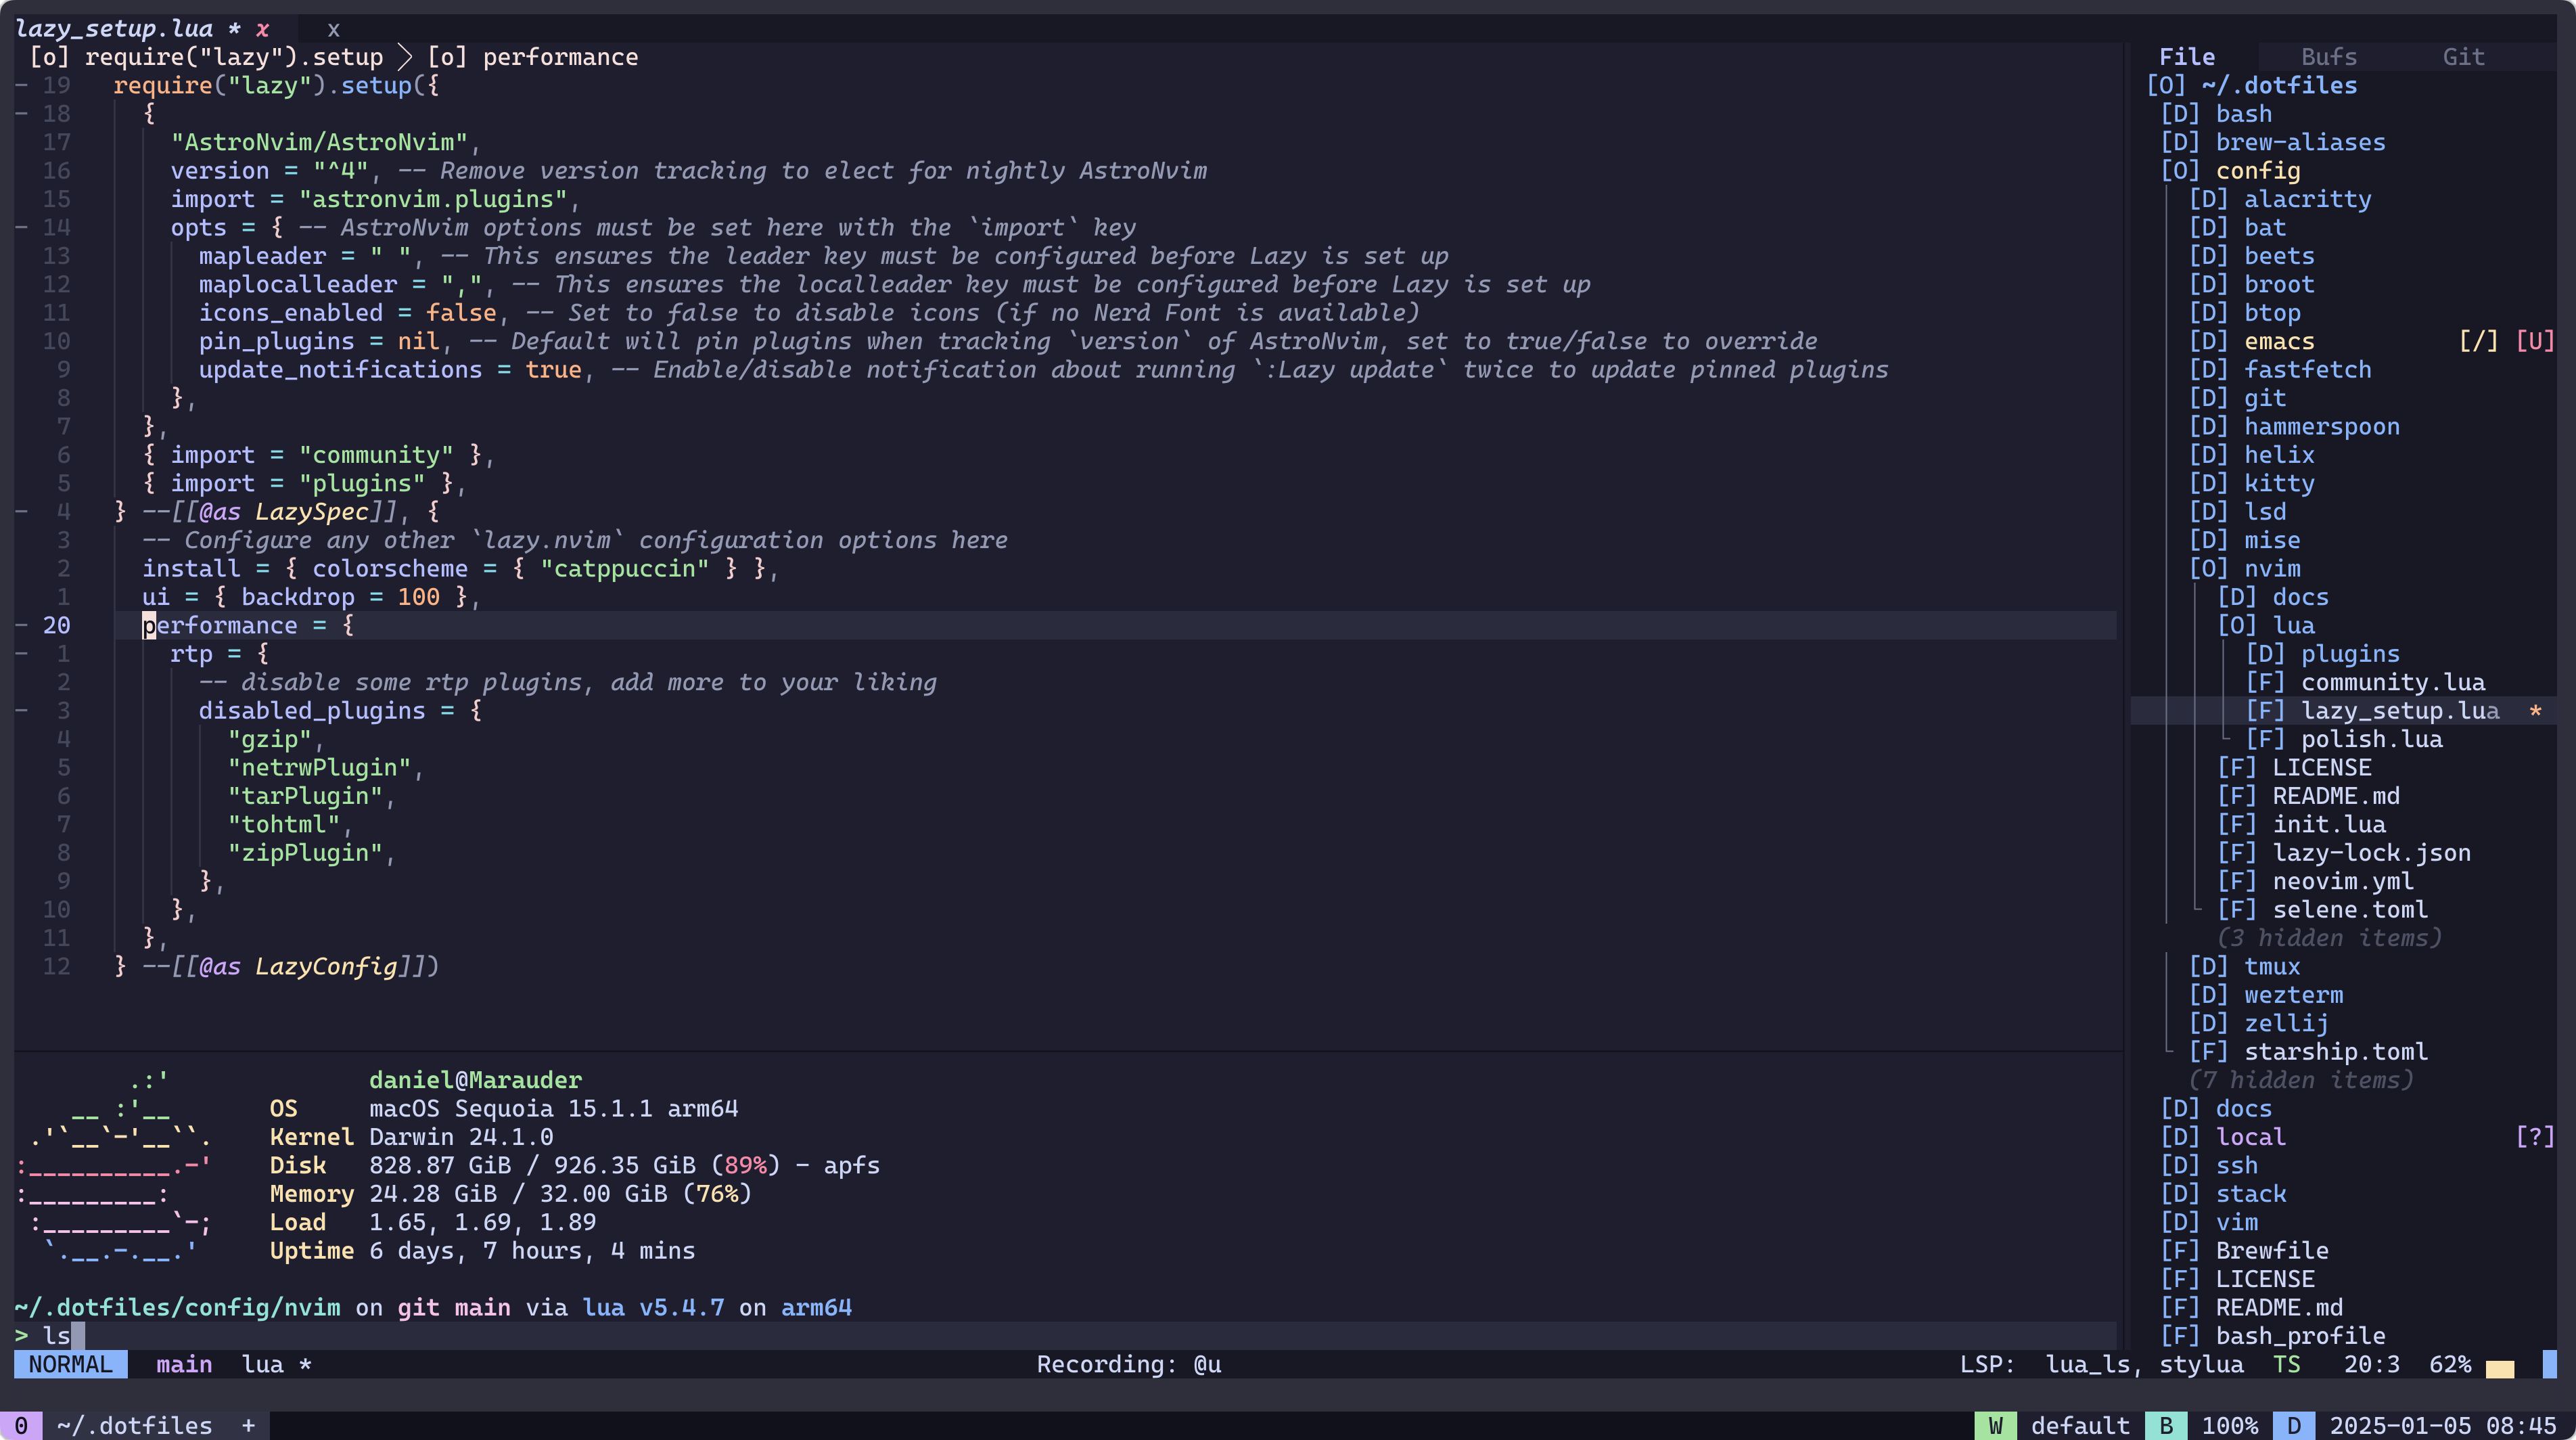 lazy_setup.lua * x x
[o] require("lazy").setup > [o] performance
- 19 require("lazy").setup({
- 18 {
17 "AstroNvim/AstroNvim",
16 version = "^4", -- Remove version tracking to elect for nightly AstroNvim
15 import = "astronvim.plugins",
- 14 opts = { -- AstroNvim options must be set here with the `import` key
13 mapleader = " ", -- This ensures the leader key must be configured before Lazy is set up
12 maplocalleader = ",", -- This ensures the localleader key must be configured before Lazy is set up
11 icons_enabled = false, -- Set to false to disable icons (if no Nerd Font is available)
10 pin_plugins = nil, -- Default will pin plugins when tracking `version` of AstroNvim, set to true/false to override
9 update_notifications = true, -- Enable/disable notification about running `:Lazy update` twice to update pinned plugins
8 },
7 },
6 { import = "community" },
5 { import = "plugins" },
- 4 } --[[@as LazySpec]], {
3 -- Configure any other `lazy.nvim` configuration options here
2 install = { colorscheme = { "catppuccin" } },
1 ui = { backdrop = 100 },
- 20 performance = {
- 1 rtp = {
2 -- disable some rtp plugins, add more to your liking
- 3 disabled_plugins = {
4 "gzip",
5 "netrwPlugin",
6 "tarPlugin",
7 "tohtml",
8 "zipPlugin",
9 },
10 },
11 },
12 } --[[@as LazyConfig]])
daniel@Marauder
OS macOS Sequoia 15.1.1 arm64
Kernel Darwin 24.1.0
Disk 828.87 GiB / 926.35 GiB (89%) - apfs
Memory 24.28 GiB / 32.00 GiB (76%)
Load 1.65, 1.69, 1.89
Uptime 6 days, 7 hours, 4 mins
~/.dotfiles/config/nvim on git main via lua v5.4.7 on arm64
> ls
File Bufs Git
[O] ~/.dotfiles
[D] bash
[D] brew-aliases
[O] config
[D] alacritty
[D] bat
[D] beets
[D] broot
[D] btop
[D] emacs [/] [U]
[D] fastfetch
[D] git
[D] hammerspoon
[D] helix
[D] kitty
[D] lsd
[D] mise
[O] nvim
[D] docs
[O] lua
[D] plugins
[F] community.lua
[F] lazy_setup.lua *
[F] polish.lua
[F] LICENSE
[F] README.md
[F] init.lua
[F] lazy-lock.json
[F] neovim.yml
[F] selene.toml
(3 hidden items)
[D] tmux
[D] wezterm
[D] zellij
[F] starship.toml
(7 hidden items)
[D] docs
[D] local [?]
[D] ssh
[D] stack
[D] vim
[F] Brewfile
[F] LICENSE
[F] README.md
[F] bash_profile
NORMAL main lua * Recording: @u LSP: lua_ls, stylua TS 20:3 62%
0 ~/.dotfiles + W default B 100% D 2025-01-05 08:45